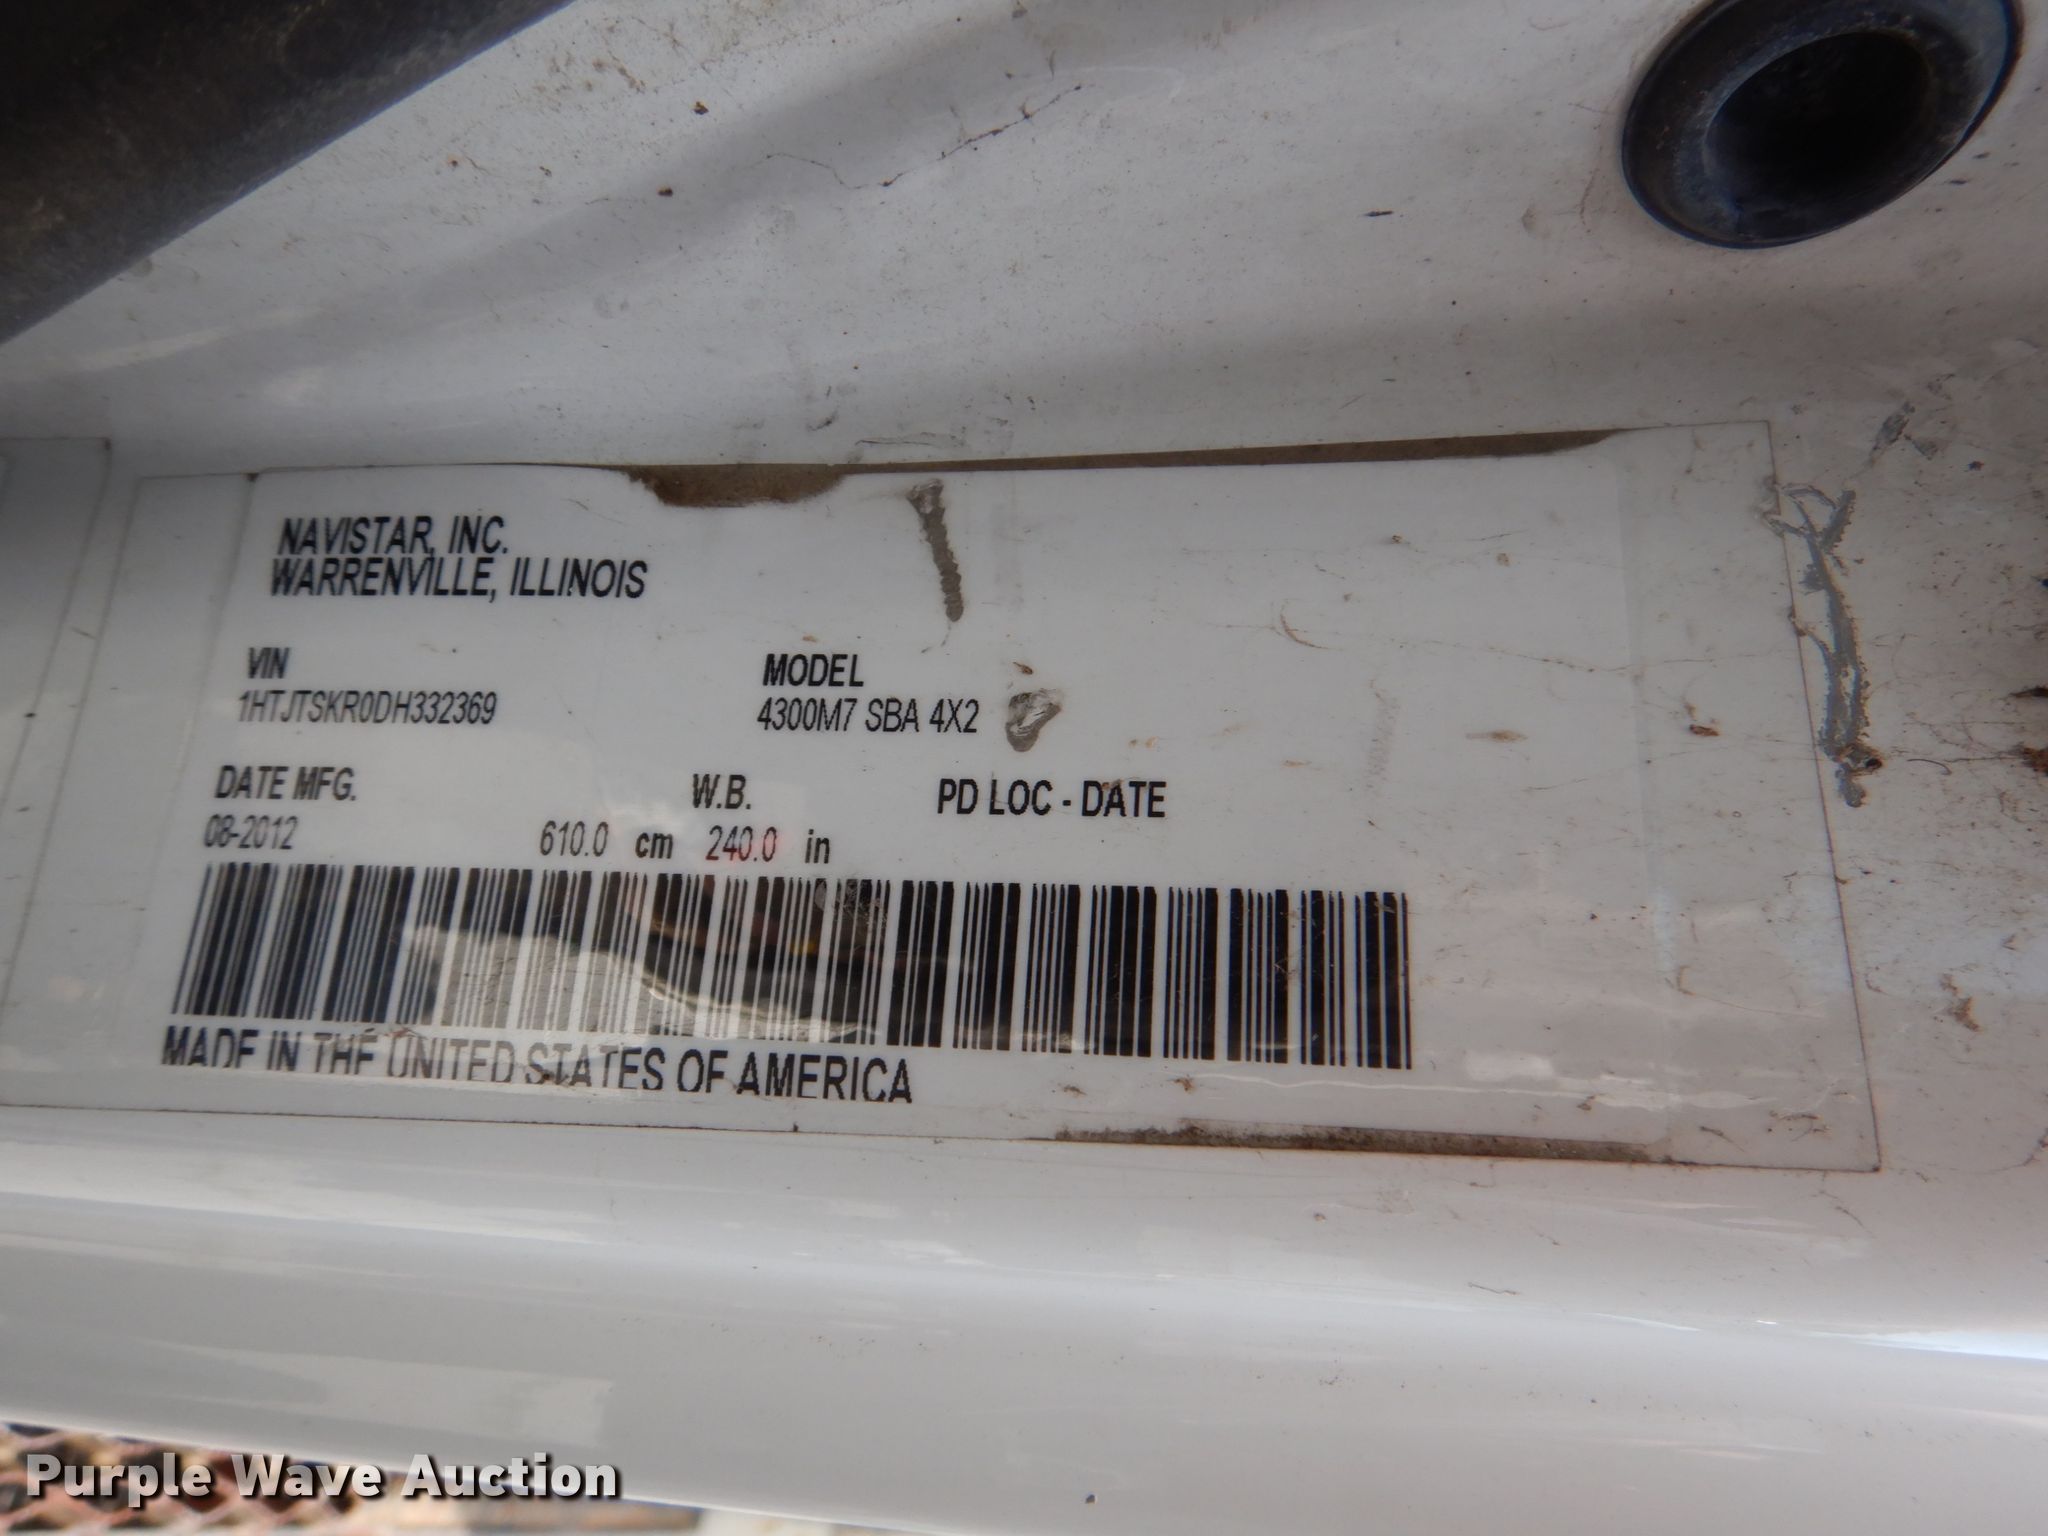 NAVISTAR, INC.
WARRENVILLE, ILLINOIS
VIN MODEL
1HTJTSKR0DH332369 4300M7 SBA 4X2
DATE MFG. W.B. PD LOC - DATE
08-2012 610.0 cm 240.0 in
MADE IN THE UNITED STATES OF AMERICA
Purple Wave Auction